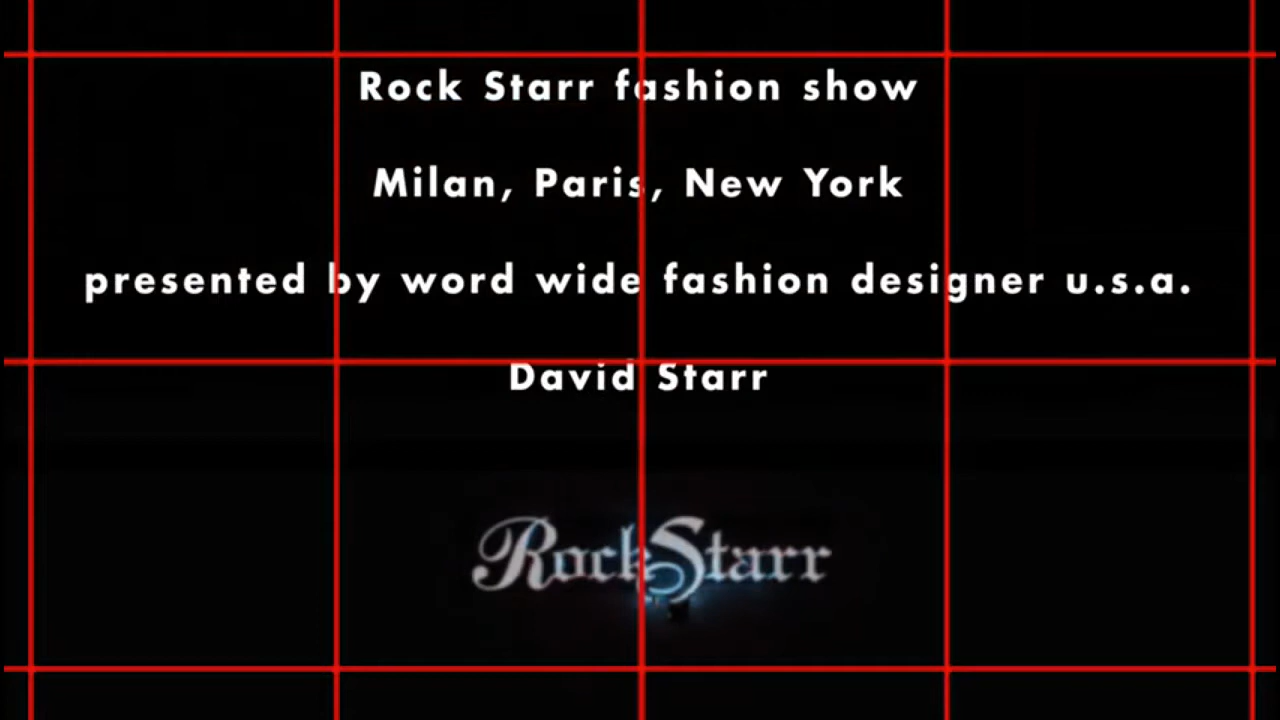 Rock Starr fashion show
Milan, Paris, New York
presented by word wide fashion designer u.s.a.
David Starr
RockStarr